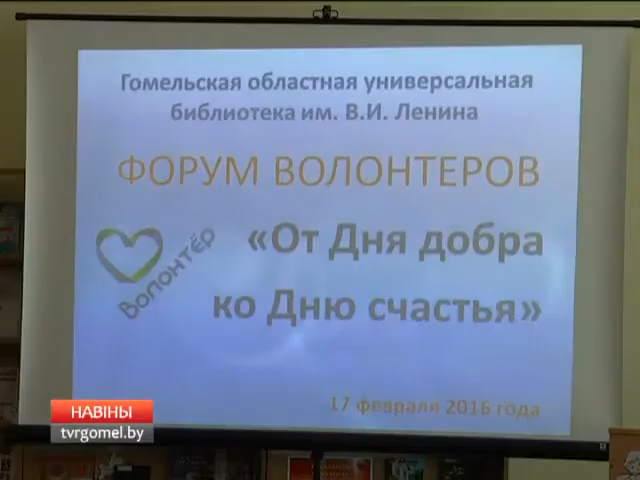 Гомельская областная универсальная
библиотека им. В.И. Ленина
ФОРУМ ВОЛОНТЕРОВ
«От Дня добра
Волонтёр
ко Дню счастья»
17 февраля 2016 года
НАВІНЫ
tvrgomel.by